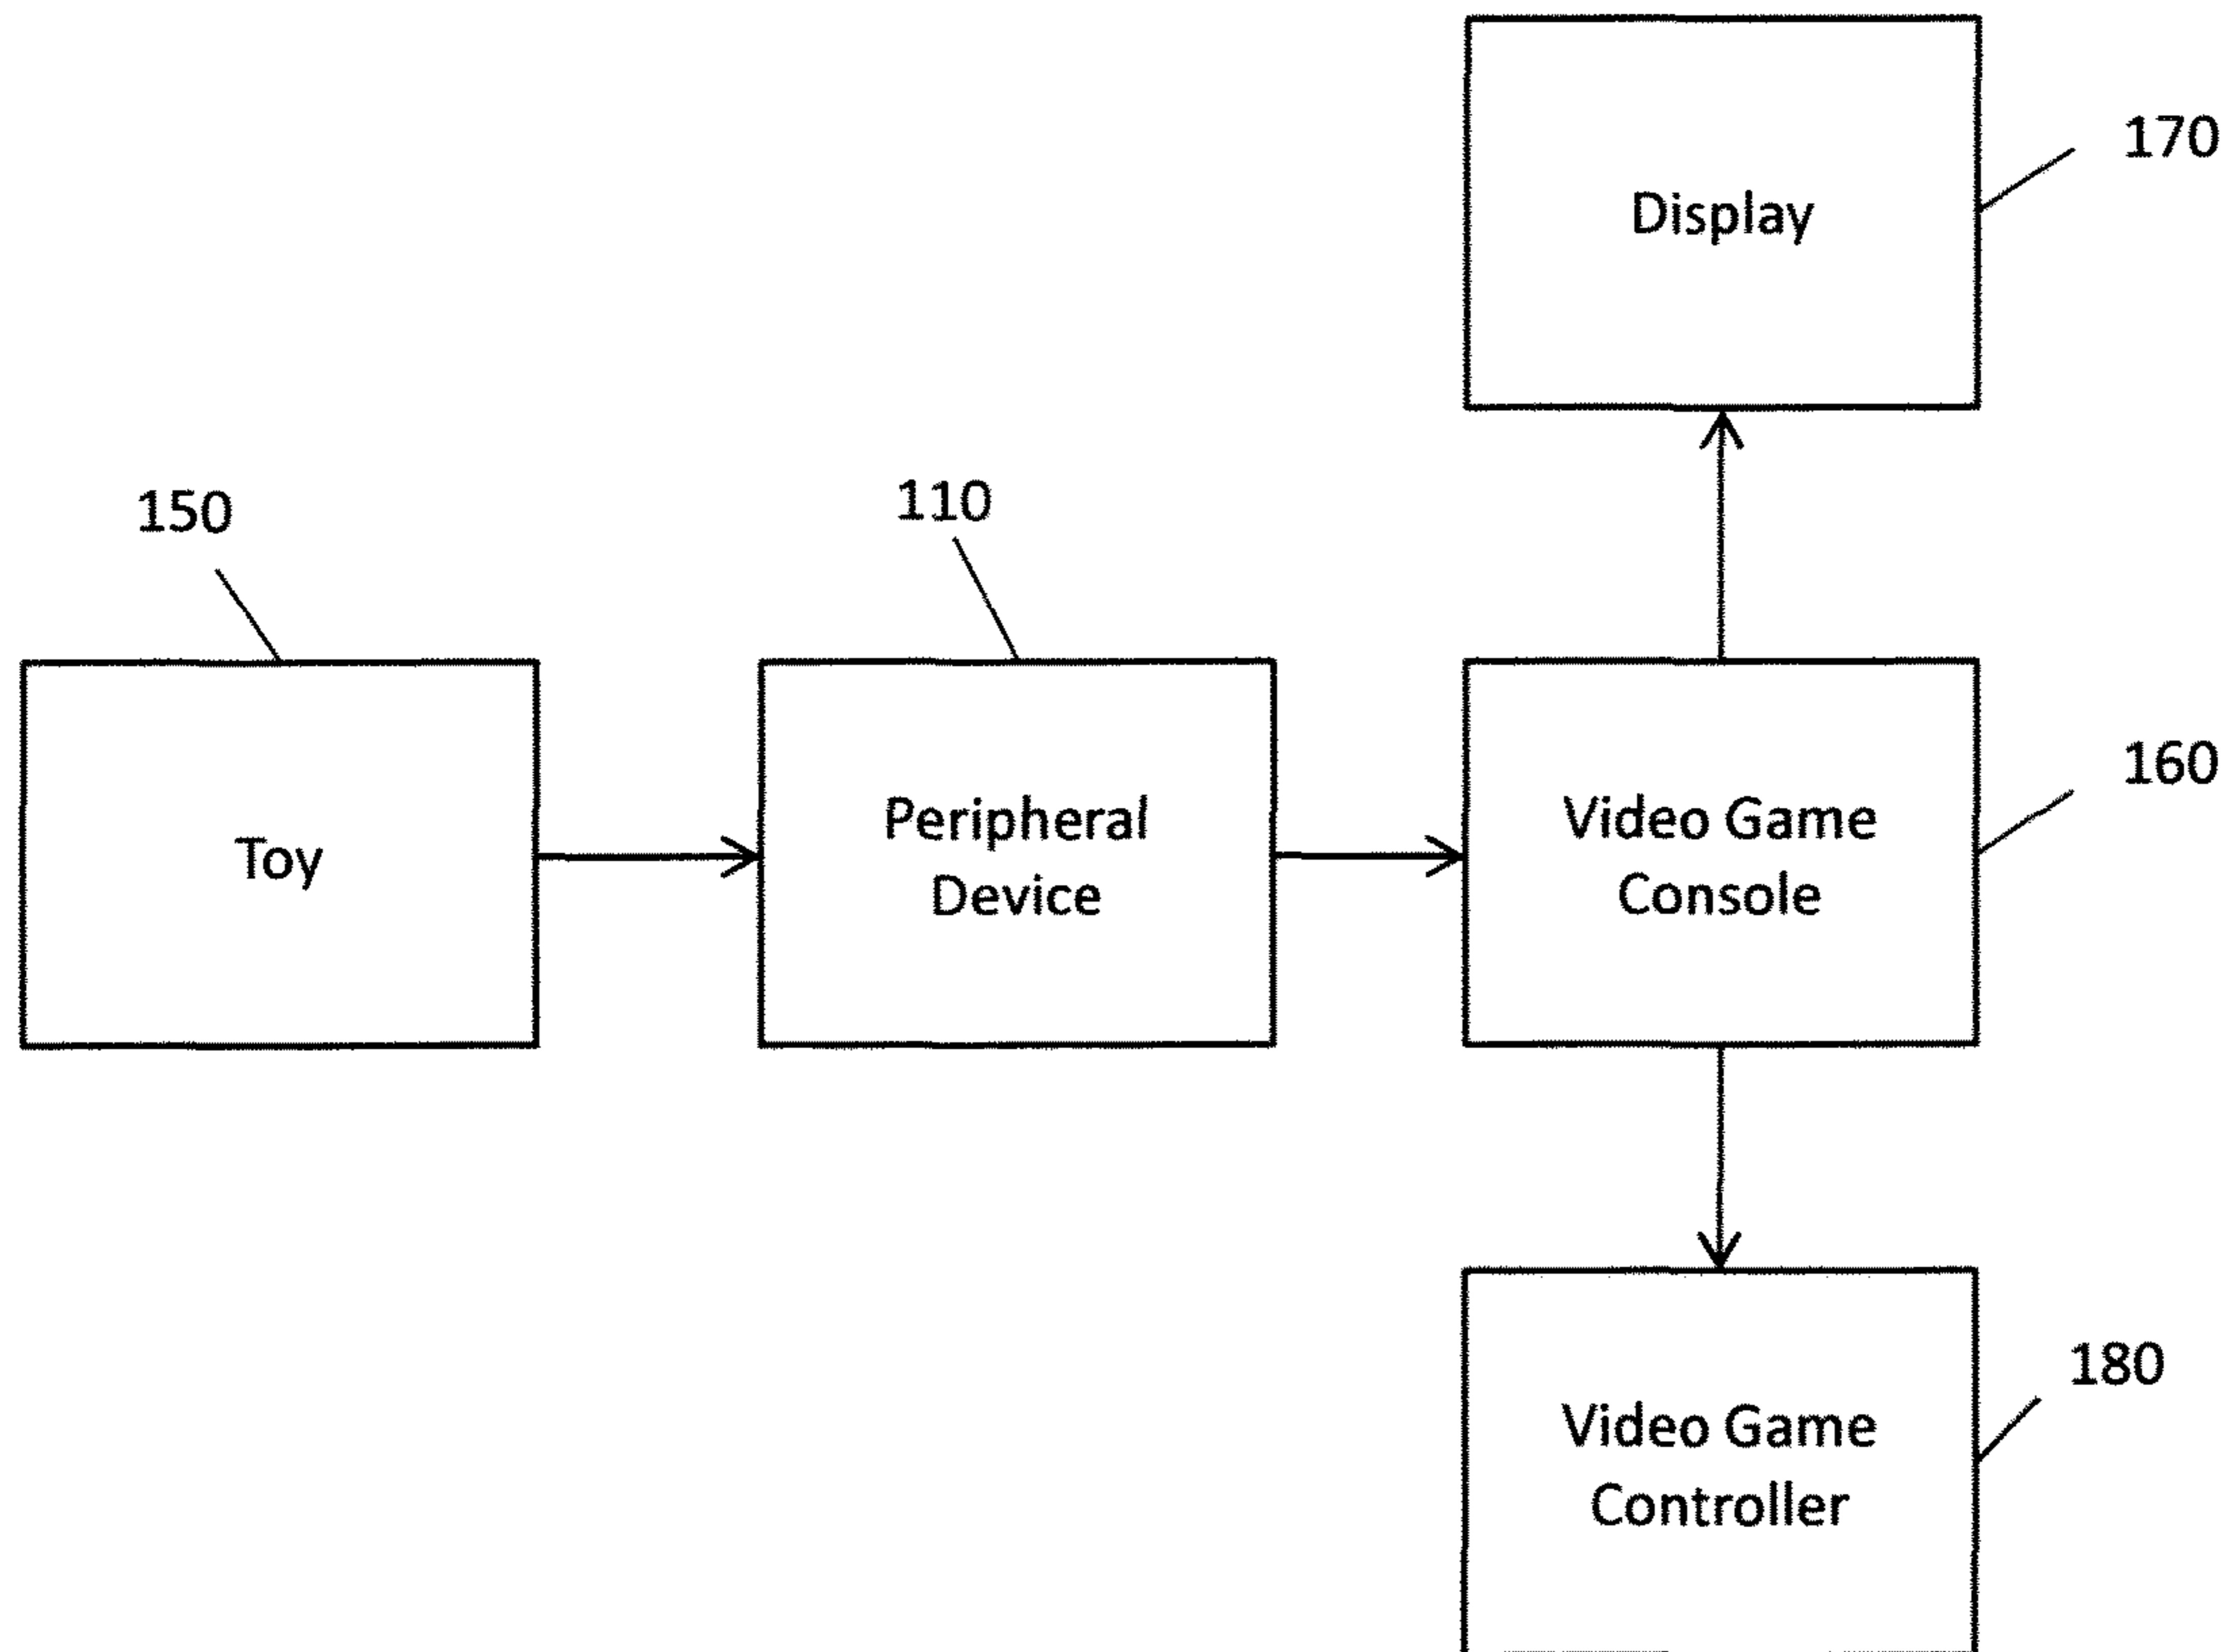 170
Display
150
110
Toy
Peripheral
Device
Video Game
Console
160
Video Game
Controller
180